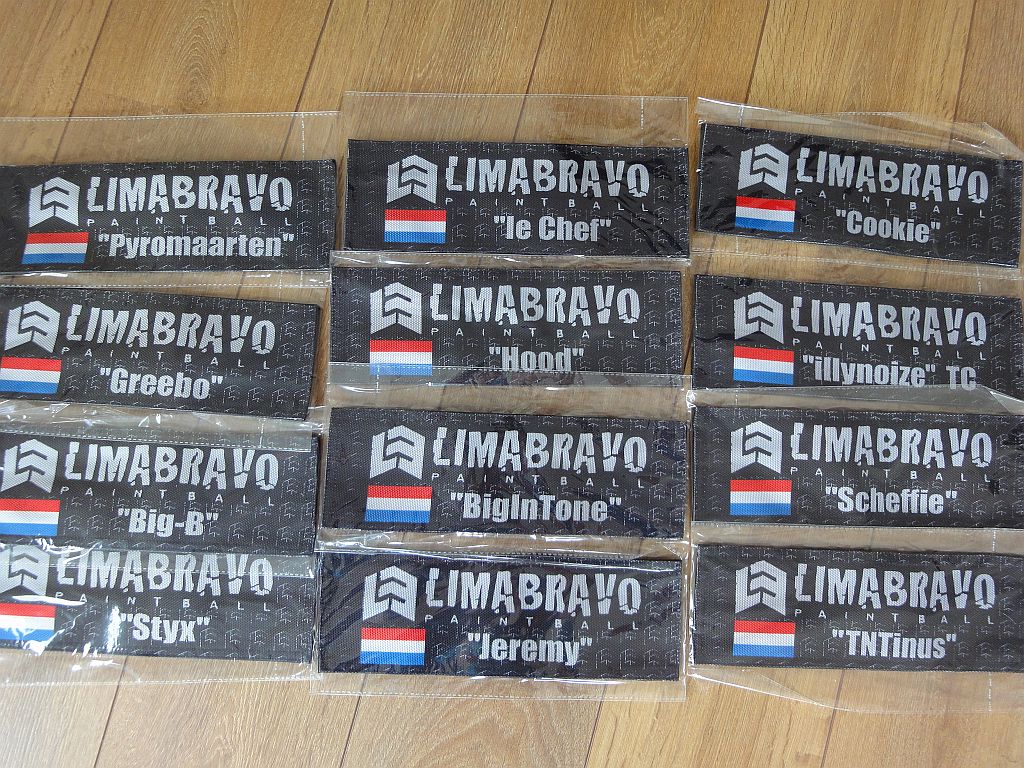 LIMABRAVO
PAINTBALL
"Pyromaarten"
LIMABRAVO
PAINTBALL
"le Chef"
LIMABRAVO
PAINTBALL
"Cookie"
LIMABRAVO
PAINTBALL
"Greebo"
LIMABRAVO
PAINTBALL
"Hood"
LIMABRAVO
PAINTBALL
"illynoize" TC
LIMABRAVO
PAINTBALL
"Big-B"
LIMABRAVO
PAINTBALL
"BigInTone"
LIMABRAVO
PAINTBALL
"Scheffie"
LIMABRAVO
PAINTBALL
"Styx"
LIMABRAVO
PAINTBALL
"Jeremy"
LIMABRAVO
PAINTBALL
"TNTinus"